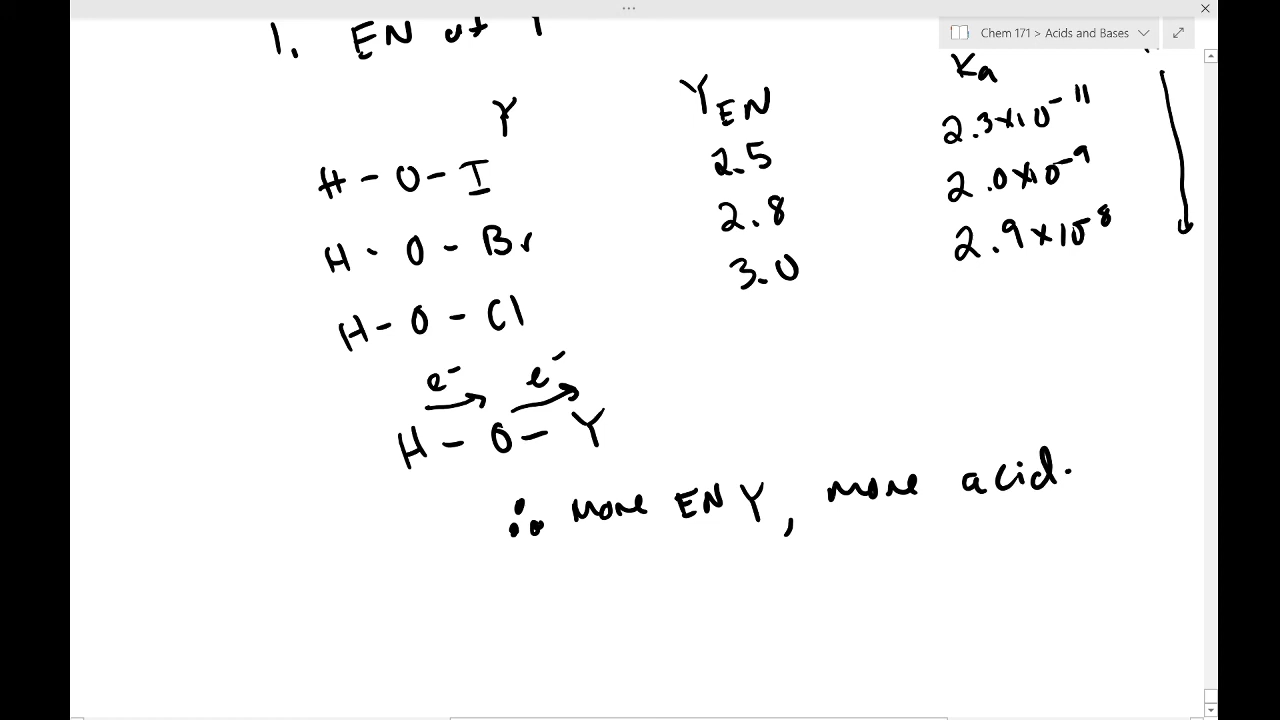 Chem 171 > Acids and Bases
1. EN of Y
Y Y_EN Ka
H - O - I 2.5 2.3×10⁻¹¹
H - O - Br 2.8 2.0×10⁻⁹
H - O - Cl 3.0 2.9×10⁻⁸
e⁻ e⁻
H - O - Y
∴ more EN Y, more acid.